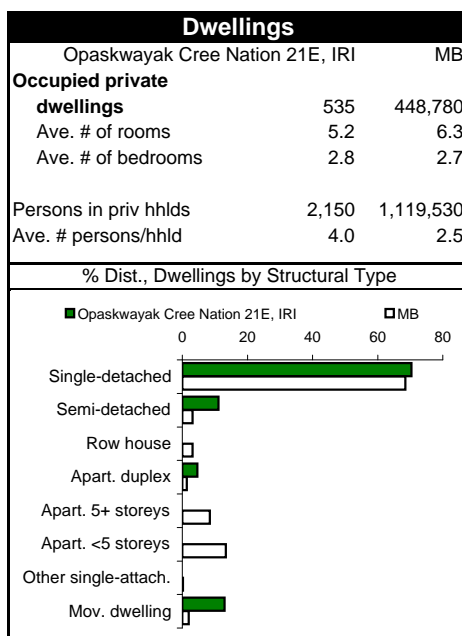 Dwellings
Opaskwayak Cree Nation 21E, IRI MB
Occupied private
dwellings 535 448,780
Ave. # of rooms 5.2 6.3
Ave. # of bedrooms 2.8 2.7
Persons in priv hhlds 2,150 1,119,530
Ave. # persons/hhld 4.0 2.5
% Dist., Dwellings by Structural Type
Opaskwayak Cree Nation 21E, IRI MB
0 20 40 60 80
Single-detached
Semi-detached
Row house
Apart. duplex
Apart. 5+ storeys
Apart. <5 storeys
Other single-attach.
Mov. dwelling